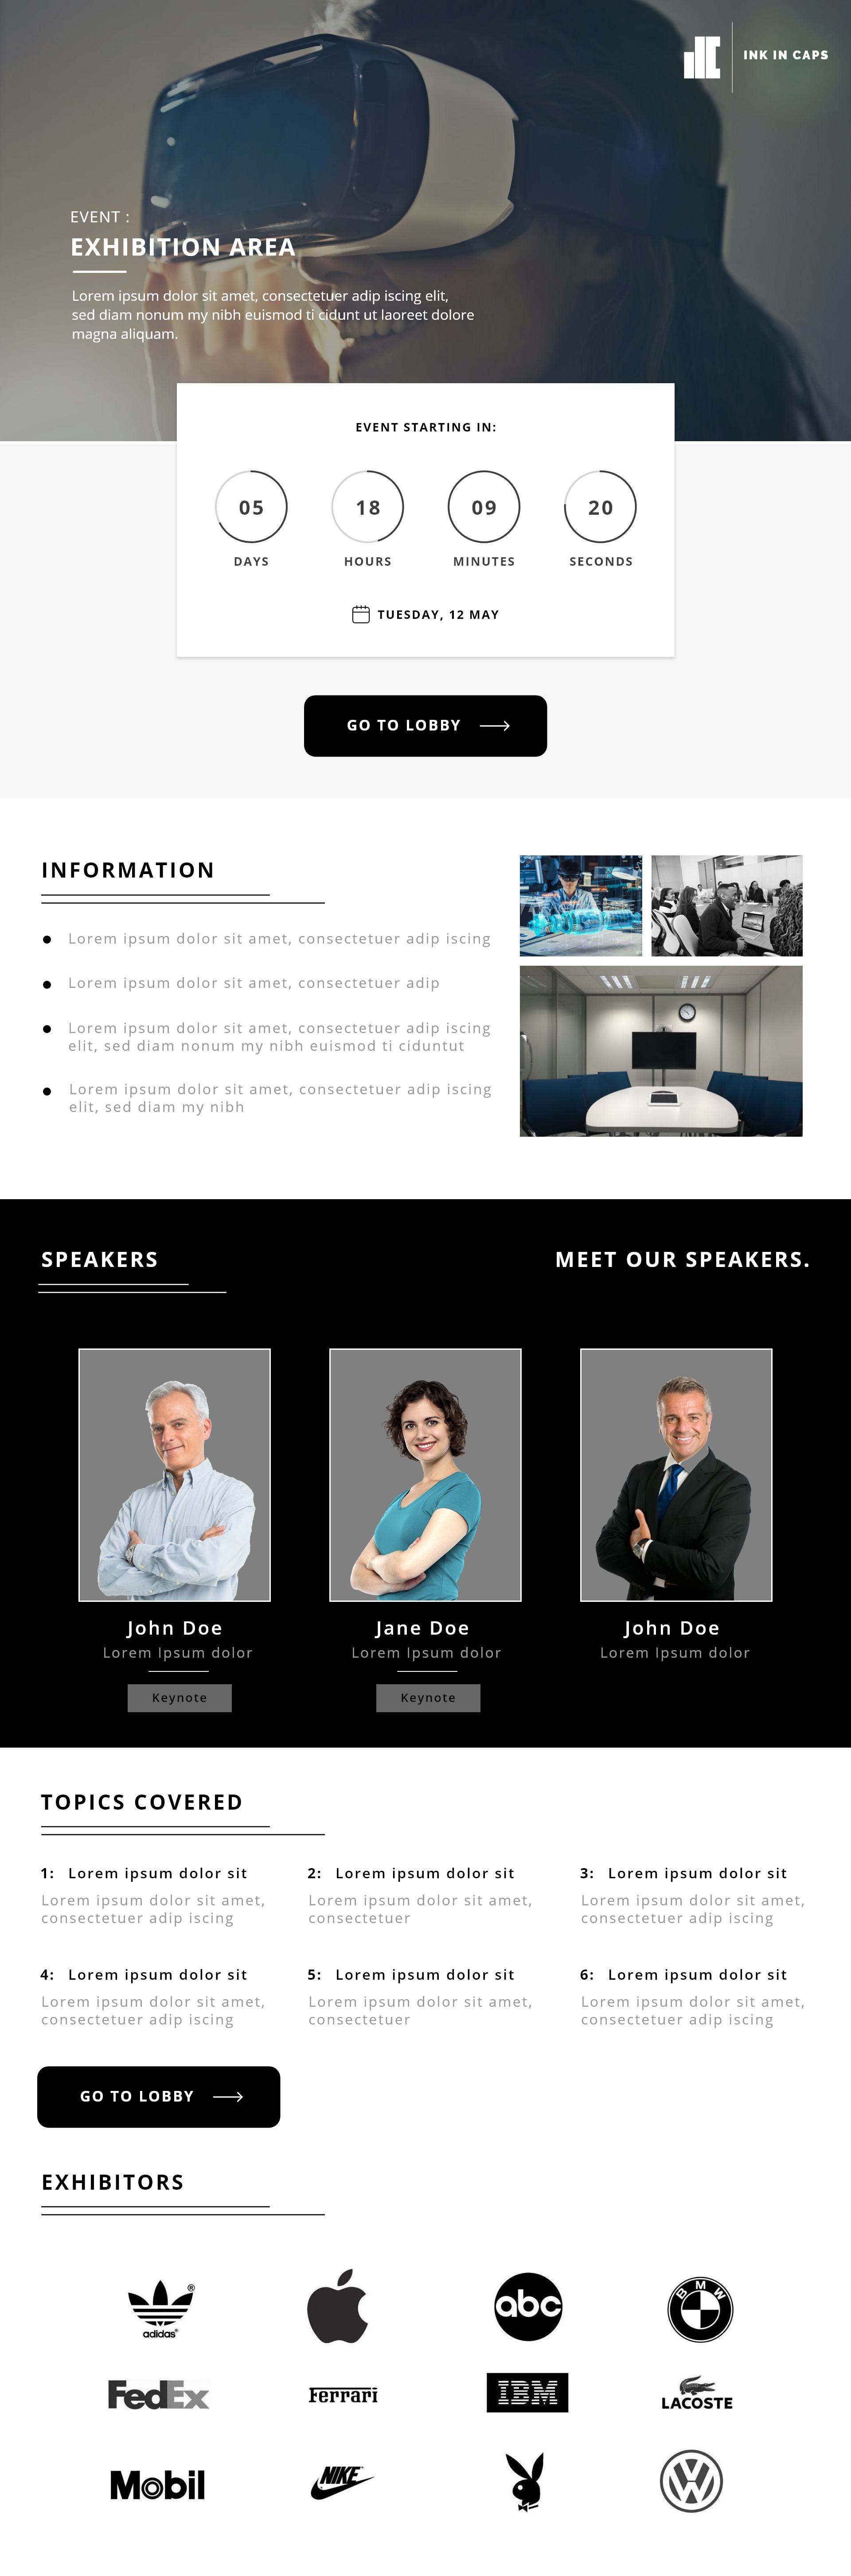 INK IN CAPS
EVENT :
EXHIBITION AREA
Lorem ipsum dolor sit amet, consectetuer adip iscing elit,
sed diam nonum my nibh euismod ti cidunt ut laoreet dolore
magna aliquam.
EVENT STARTING IN:
05 18 09 20
DAYS HOURS MINUTES SECONDS
TUESDAY, 12 MAY
GO TO LOBBY
INFORMATION
Lorem ipsum dolor sit amet, consectetuer adip iscing
Lorem ipsum dolor sit amet, consectetuer adip
Lorem ipsum dolor sit amet, consectetuer adip iscing
elit, sed diam nonum my nibh euismod ti ciduntut
Lorem ipsum dolor sit amet, consectetuer adip iscing
elit, sed diam my nibh
SPEAKERS
MEET OUR SPEAKERS.
John Doe
Lorem Ipsum dolor
Keynote
Jane Doe
Lorem Ipsum dolor
Keynote
John Doe
Lorem Ipsum dolor
TOPICS COVERED
1: Lorem ipsum dolor sit
Lorem ipsum dolor sit amet,
consectetuer adip iscing
2: Lorem ipsum dolor sit
Lorem ipsum dolor sit amet,
consectetuer
3: Lorem ipsum dolor sit
Lorem ipsum dolor sit amet,
consectetuer adip iscing
4: Lorem ipsum dolor sit
Lorem ipsum dolor sit amet,
consectetuer adip iscing
5: Lorem ipsum dolor sit
Lorem ipsum dolor sit amet,
consectetuer
6: Lorem ipsum dolor sit
Lorem ipsum dolor sit amet,
consectetuer adip iscing
GO TO LOBBY
EXHIBITORS
adidas®
®
abc
BMW
FedEx
Ferrari
IBM
LACOSTE
Mobil
NIKE
VW